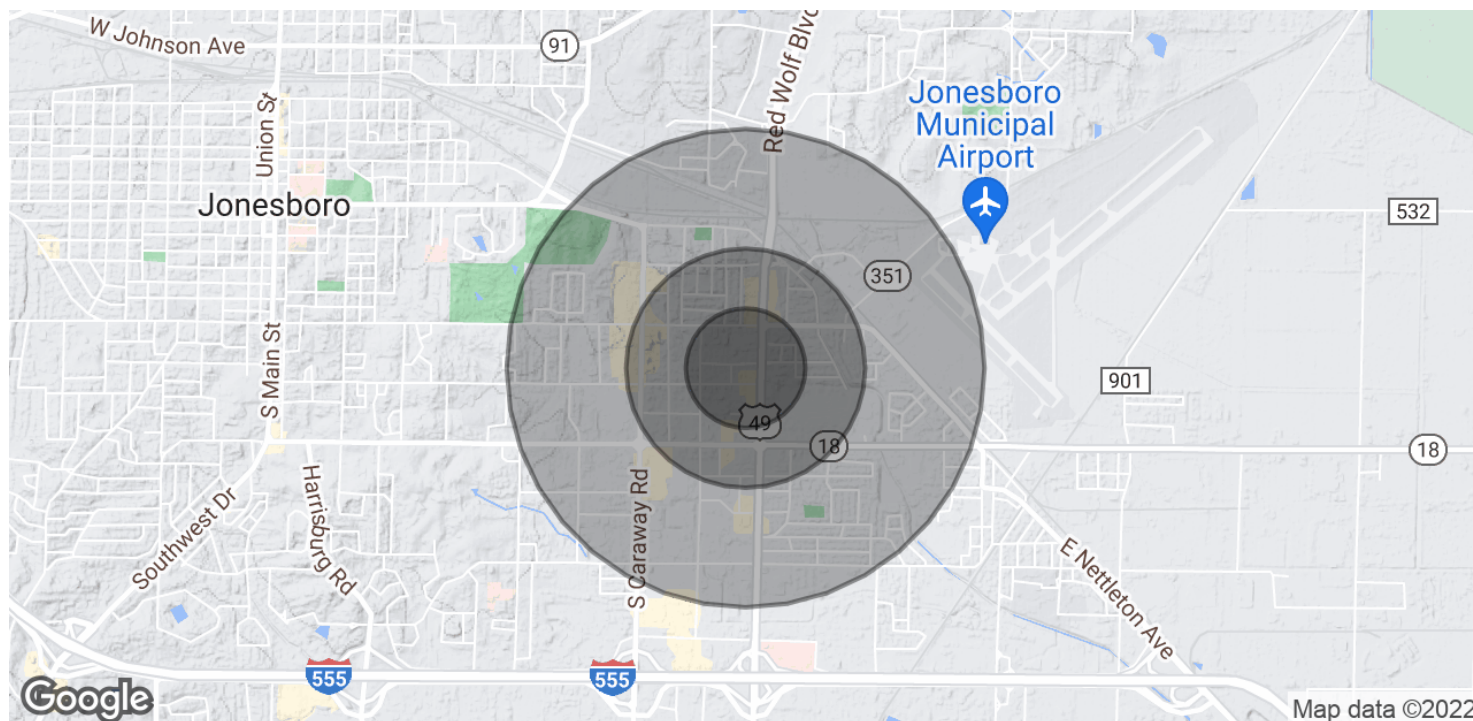 W Johnson Ave
91
Red Wolf Blvd
Union St
Jonesboro
Municipal
Airport
Jonesboro
532
351
S Main St
901
49
18
18
Harrisburg Rd
Southwest Dr
S Caraway Rd
E Nettleton Ave
555
555
Google
Map data ©2022